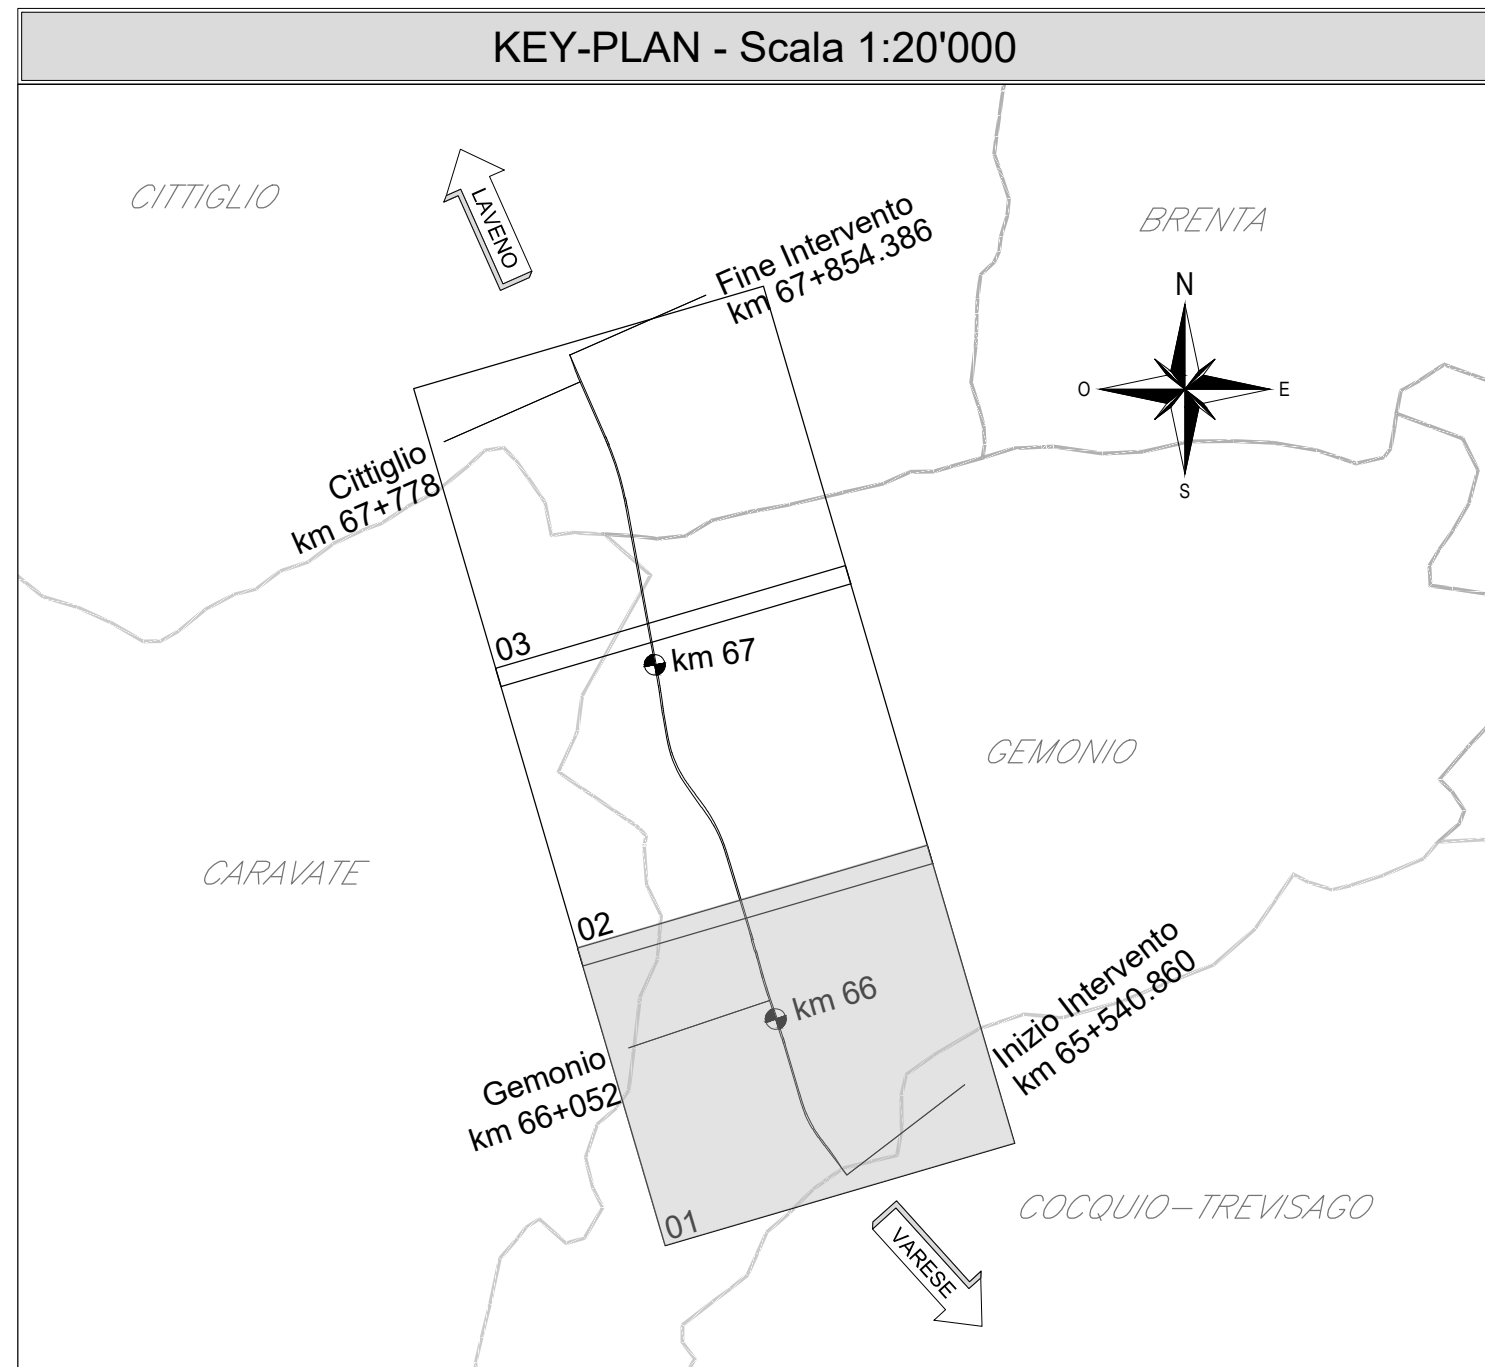 KEY-PLAN - Scala 1:20'000
CITTIGLIO
LAVENO
BRENTA
Fine Intervento
km 67+854.386
N
O
E
S
Cittiglio
km 67+778
03
km 67
GEMONIO
CARAVATE
02
km 66
Inizio Intervento
km 65+540.860
Gemonio
km 66+052
01
COCQUIO-TREVISAGO
VARESE